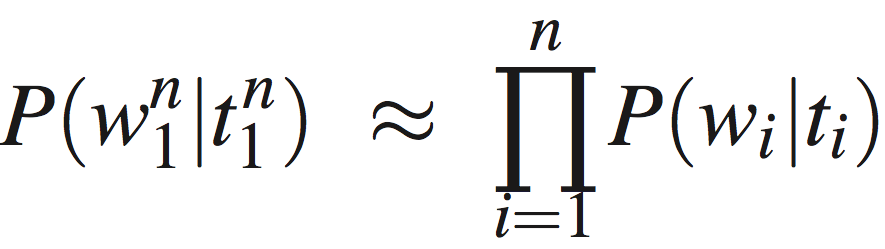 P(w_1^n|t_1^n) ≈ ∏_{i=1}^{n} P(w_i|t_i)